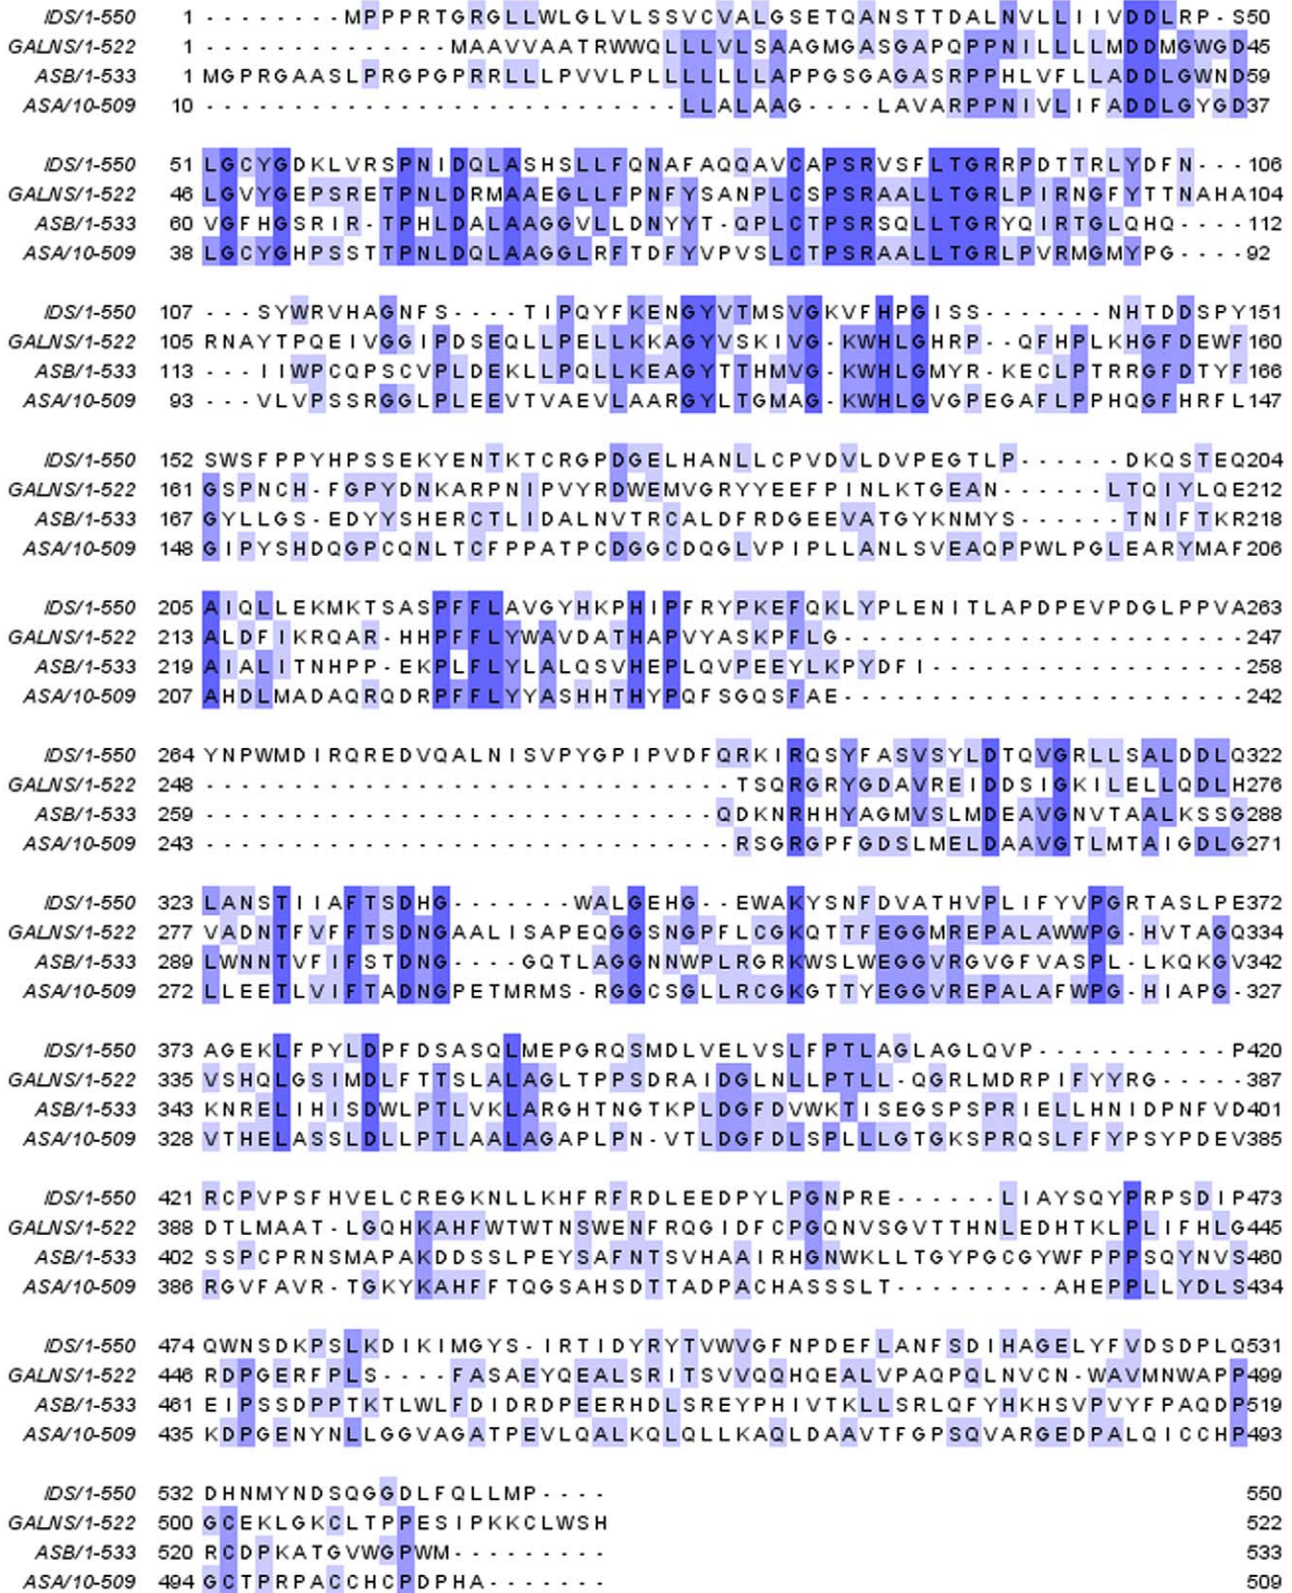 IDS/1-550 1 --------MPPPRTGRGLLWLGLVLSSVCVALGSETQANSTTDALNVLLIIVDDLRP-S50
GALNS/1-522 1 --------------MAAVVAATRWWQLLLVLSAAGMGASGAPQPPNILLLLMDDMGWGD45
ASB/1-533 1 MGPRGAASLPRGPGPRRLLLPVVLPLLLLLLLAPPGSGAGASRPPHLVFLLADDLGWND59
ASA/10-509 10 ---------------------------LLALAAG----LAVARPPNIVLIFADDLGYGD37
IDS/1-550 51 LGCYGDKLVRSPNIDQLASHSLLFQNAFAQQAVCAPSRVSFLTGRRPDTTRLYDFN---106
GALNS/1-522 46 LGVYGEPSRETPNLDRMAAEGLLFPNFYSANPLCSPSRAALLTGRLPIRNGFYTTNAHA104
ASB/1-533 60 VGFHGSRIR-TPHLDALAAGGVLLDNYYT-QPLCTPSRSQLLTGRYQIRTGLQHQ----112
ASA/10-509 38 LGCYGHPSSTTPNLDQLAAGGLRFTDFYVPVSLCTPSRAALLTGRLPVRMGMYPG----92
IDS/1-550 107 ---SYWRVHAGNFS----TIPQYFKENGYVTMSVGKVFHPGISS-------NHTDDSPY151
GALNS/1-522 105 RNAYTPQEIVGGIPDSEQLLPELLKKAGYVSKIVG-KWHLGHRP--QFHPLKHGFDEWF160
ASB/1-533 113 ---IIWPCQPSCVPLDEKLLPQLLKEAGYTTHMVG-KWHLGMYR-KECLPTRRGFDTYF166
ASA/10-509 93 ---VLVPSSRGGLPLEEVTVAEVLAARGYLTGMAG-KWHLGVGPEGAFLPPHQGFHRFL147
IDS/1-550 152 SWSFPPYHPSSEKYENTKTCRGPDGELHANLLCPVDVLDVPEGTLP------DKQSTEQ204
GALNS/1-522 161 GSPNCH-FGPYDNKARPNIPVYRDWEMVGRYYEEFPINLKTGEAN------LTQIYLQE212
ASB/1-533 167 GYLLGS-EDYYSHERCTLIDALNVTRCALDFRDGEEVATGYKNMYS------TNIFTKR218
ASA/10-509 148 GIPYSHDQGPCQNLTCFPPATPCDGGCDQGLVPIPLLANLSVEAQPPWLPGLEARYMAF206
IDS/1-550 205 AIQLLEKMKTSASPFFLAVGYHKPHIPFRYPKEFQKLYPLENITLAPDPEVPDGLPPVA263
GALNS/1-522 213 ALDFIKRQAR-HHPFFLYWAVDATHAPVYASKPFLG-----------------------247
ASB/1-533 219 AIALITNHPP-EKPLFLYLALQSVHEPLQVPEEYLKPYDFI------------------258
ASA/10-509 207 AHDLMADAQRQDRPFFLYYASHHTHYPQFSGQSFAE-----------------------242
IDS/1-550 264 YNPWMDIRQREDVQALNISVPYGPIPVDFQRKIRQSYFASVSYLDTQVGRLLSALDDLQ322
GALNS/1-522 248 ------------------------------TSQRGRYGDAVREIDDSIGKILELLQDLH276
ASB/1-533 259 -----------------------------QDKNRHHYAGMVSLMDEAVGNVTAALKSSG288
ASA/10-509 243 ------------------------------RSGRGPFGDSLMELDAAVGTLMTAIGDLG271
IDS/1-550 323 LANSTIIAFTSDHG-------WALGEHG--EWAKYSNFDVATHVPLIFYVPGRTASLPE372
GALNS/1-522 277 VADNTFVFFTSDNGAALISAPEQGGSNGPFLCGKQTTFEGGMREPALAWWPG-HVTAGQ334
ASB/1-533 289 LWNNTVFIFSTDNG----GQTLAGGNNWPLRGRKWSLWEGGVRGVGFVASPL-LKQKGV342
ASA/10-509 272 LLEETLVIFTADNGPETMRMS-RGGCSGLLRCGKGTTYEGGVREPALAFWPG-HIAPG-327
IDS/1-550 373 AGEKLFPYLDPFDSASQLMEPGRQSMDLVELVSLFPTLAGLAGLQVP-----------P420
GALNS/1-522 335 VSHQLGSIMDLFTTSLALAGLTPPSDRAIDGLNLLPTLL-QGRLMDRPIFYYRG-----387
ASB/1-533 343 KNRELIHISDWLPTLVKLARGHTNGTKPLDGFDVWKTISEGSPSPRIELLHNIDPNFVD401
ASA/10-509 328 VTHELASSLDLLPTLAALAGAPLPN-VTLDGFDLSPLLLGTGKSPRQSLFFYPSYPDEV385
IDS/1-550 421 RCPVPSFHVELCREGKNLLKHFRFRDLEEDPYLPGNPRE------LIAYSQYPRPSDIP473
GALNS/1-522 388 DTLMAAT-LGQHKAHFWTWTNSWENFRQGIDFCPGQNVSGVTTHNLEDHTKLPLIFHLG445
ASB/1-533 402 SSPCPRNSMAPAKDDSSLPEYSAFNTSVHAAIRHGNWKLLTGYPGCGYWFPPPSQYNVS460
ASA/10-509 386 RGVFAVR-TGKYKAHFFTQGSAHSDTTADPACHASSSLT---------AHEPPLLYDLS434
IDS/1-550 474 QWNSDKPSLKDIKIMGYS-IRTIDYRYTVWVGFNPDEFLANFSDIHAGELYFVDSDPLQ531
GALNS/1-522 446 RDPGERFPLS----FASAEYQEALSRITSVVQQHQEALVPAQPQLNVCN-WAVMNWAPP499
ASB/1-533 461 EIPSSDPPTKTLWLFDIDRDPEERHDLSREYPHIVTKLLSRLQFYHKHSVPVYFPAQDP519
ASA/10-509 435 KDPGENYNLLGGVAGATPEVLQALKQLQLLKAQLDAAVTFGPSQVARGEDPALQICCHP493
IDS/1-550 532 DHNMYNDSQGGDLFQLLMP---- 550
GALNS/1-522 500 GCEKLGKCLTPPESIPKKCLWSH 522
ASB/1-533 520 RCDPKATGVWGPWM--------- 533
ASA/10-509 494 GCTPRPACCHCPDPHA------- 509